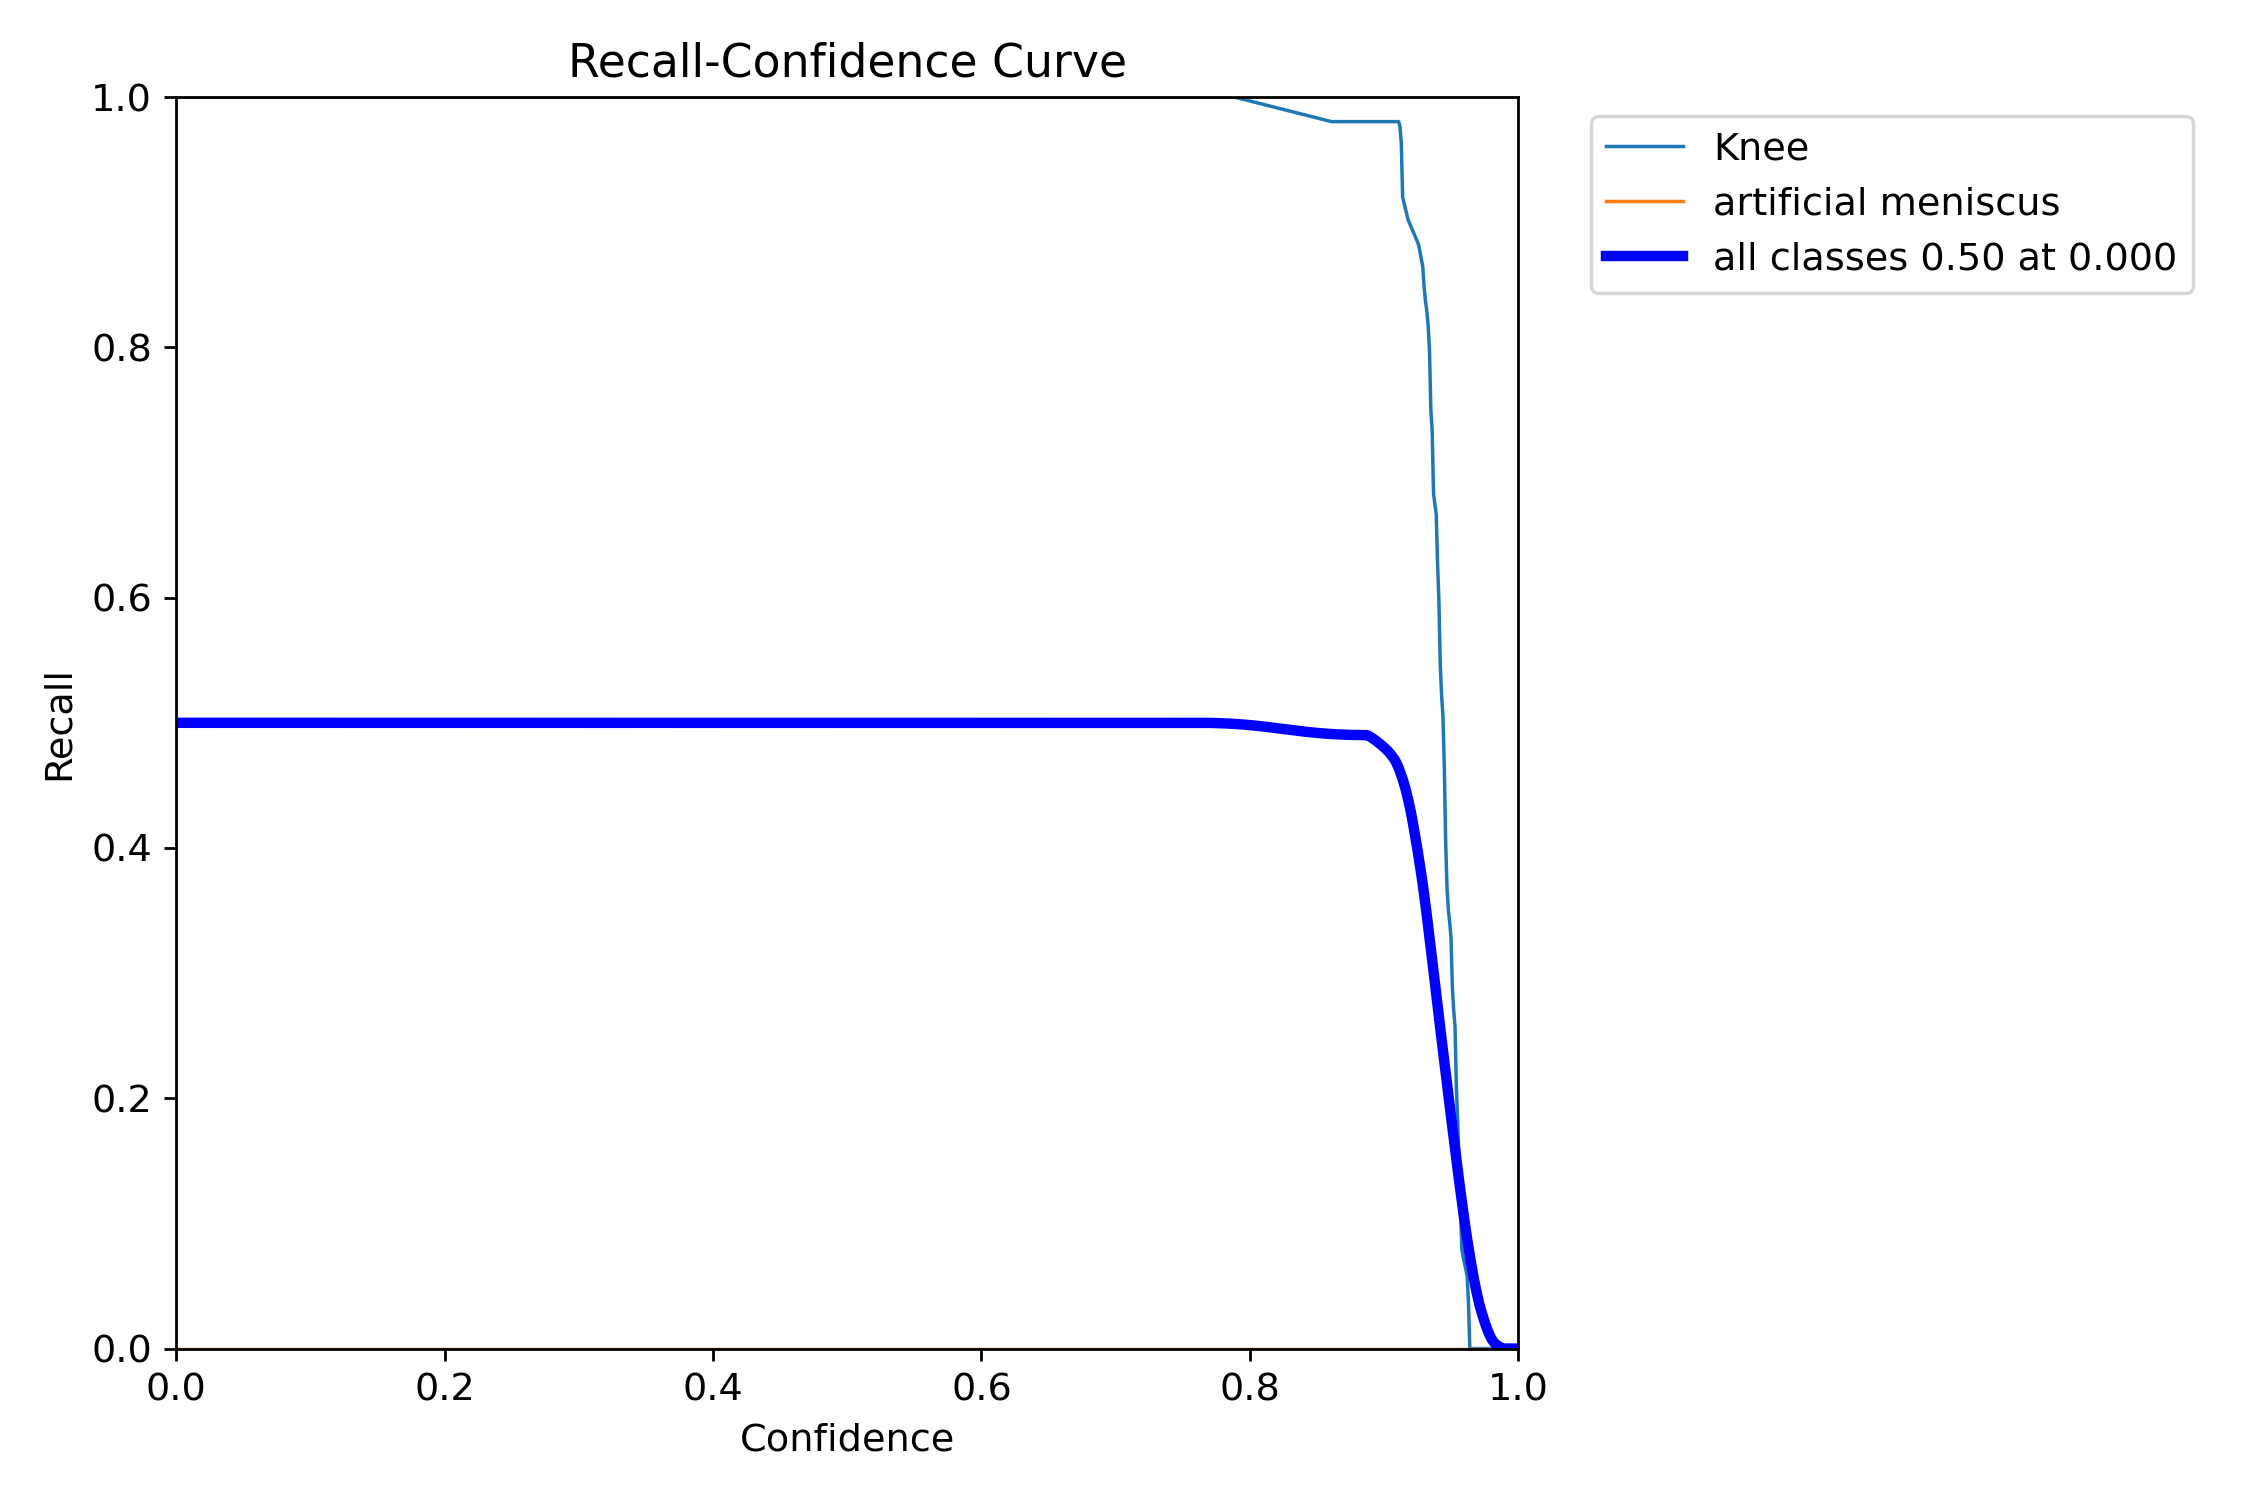 Recall-Confidence Curve
1.0
0.8
0.6
0.4
0.2
0.0
Recall
0.0 0.2 0.4 0.6 0.8 1.0
Confidence
Knee
artificial meniscus
all classes 0.50 at 0.000